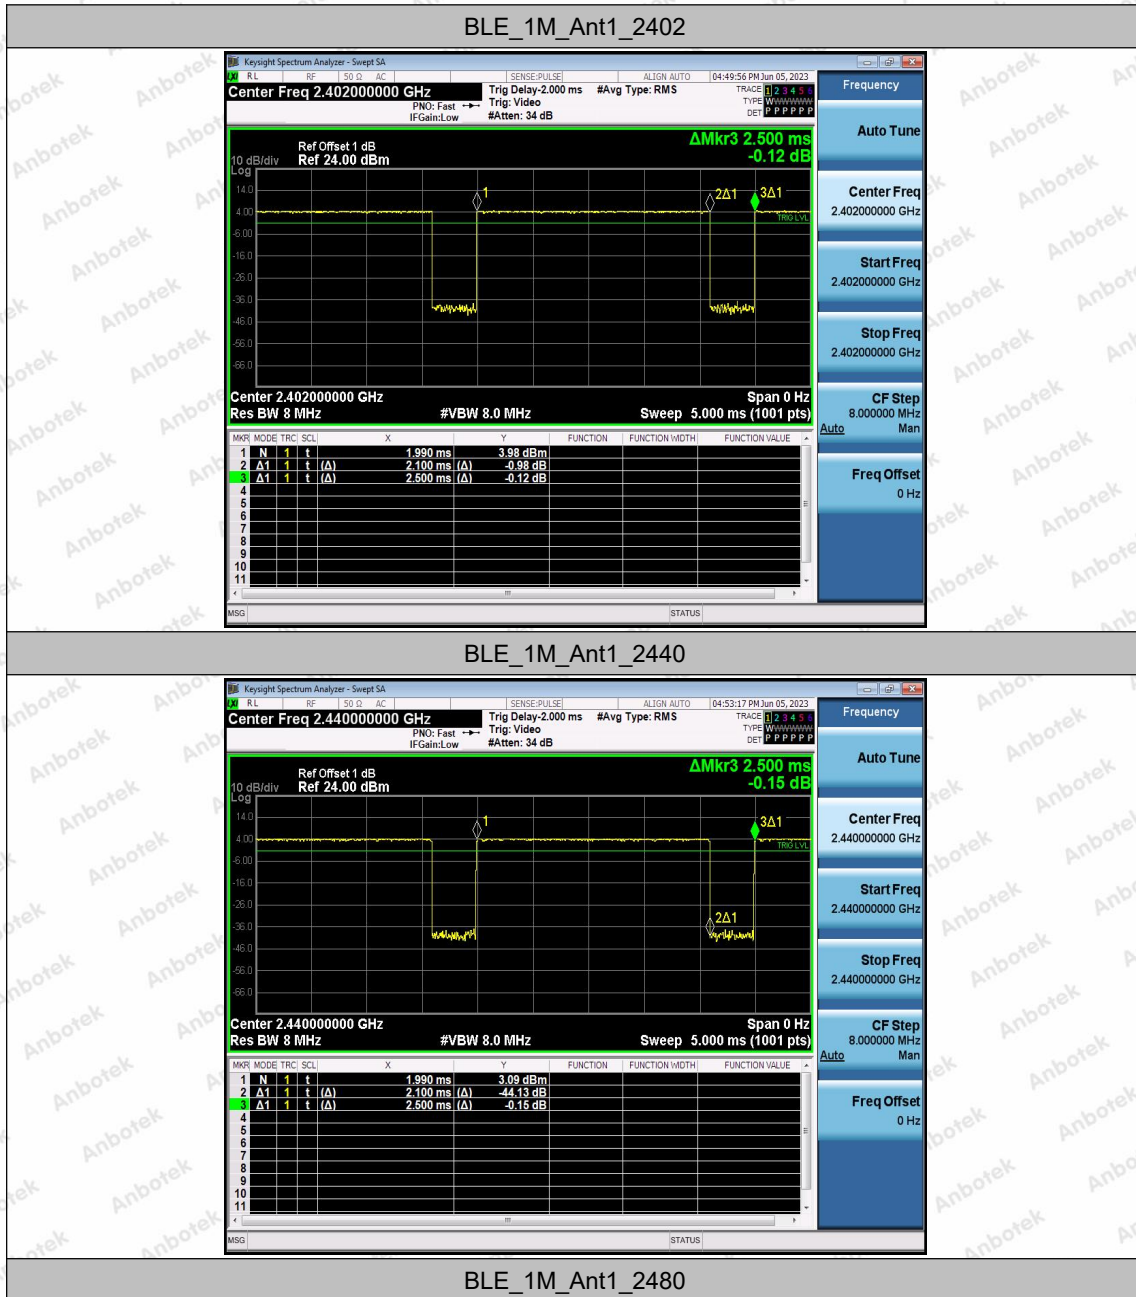 BLE_1M_Ant1_2402
Keysight Spectrum Analyzer - Swept SA
RL RF 50 Ω AC SENSE:PULSE ALIGN AUTO 04:49:56 PM Jun 05, 2023
Center Freq 2.402000000 GHz Trig Delay-2.000 ms #Avg Type: RMS TRACE 1 2 3 4 5 6
PNO: Fast Trig: Video TYPE WWWWWW
IFGain:Low #Atten: 34 dB DET P P P P P P
Frequency
Auto Tune
Center Freq
2.402000000 GHz
Start Freq
2.402000000 GHz
Stop Freq
2.402000000 GHz
CF Step
8.000000 MHz
Auto Man
Freq Offset
0 Hz
ΔMkr3 2.500 ms
-0.12 dB
Ref Offset 1 dB
10 dB/div Ref 24.00 dBm
Log
14.0
4.00
-6.00
-16.0
-26.0
-36.0
-46.0
-56.0
-66.0
1 2Δ1 3Δ1
TRIG LVL
Center 2.402000000 GHz Span 0 Hz
Res BW 8 MHz #VBW 8.0 MHz Sweep 5.000 ms (1001 pts)
MKR MODE TRC SCL X Y FUNCTION FUNCTION WIDTH FUNCTION VALUE
1 N 1 t 1.990 ms 3.98 dBm
2 Δ1 1 t (Δ) 2.100 ms (Δ) -0.98 dB
3 Δ1 1 t (Δ) 2.500 ms (Δ) -0.12 dB
4
5
6
7
8
9
10
11
MSG STATUS
BLE_1M_Ant1_2440
Keysight Spectrum Analyzer - Swept SA
RL RF 50 Ω AC SENSE:PULSE ALIGN AUTO 04:53:17 PM Jun 05, 2023
Center Freq 2.440000000 GHz Trig Delay-2.000 ms #Avg Type: RMS TRACE 1 2 3 4 5 6
PNO: Fast Trig: Video TYPE WWWWWW
IFGain:Low #Atten: 34 dB DET P P P P P P
Frequency
Auto Tune
Center Freq
2.440000000 GHz
Start Freq
2.440000000 GHz
Stop Freq
2.440000000 GHz
CF Step
8.000000 MHz
Auto Man
Freq Offset
0 Hz
ΔMkr3 2.500 ms
-0.15 dB
Ref Offset 1 dB
10 dB/div Ref 24.00 dBm
Log
14.0
4.00
-6.00
-16.0
-26.0
-36.0
-46.0
-56.0
-66.0
1 3Δ1
TRIG LVL
2Δ1
Center 2.440000000 GHz Span 0 Hz
Res BW 8 MHz #VBW 8.0 MHz Sweep 5.000 ms (1001 pts)
MKR MODE TRC SCL X Y FUNCTION FUNCTION WIDTH FUNCTION VALUE
1 N 1 t 1.990 ms 3.09 dBm
2 Δ1 1 t (Δ) 2.100 ms (Δ) -44.13 dB
3 Δ1 1 t (Δ) 2.500 ms (Δ) -0.15 dB
4
5
6
7
8
9
10
11
MSG STATUS
BLE_1M_Ant1_2480